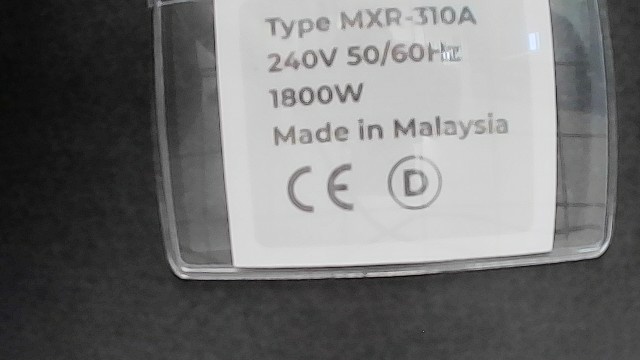 Type MXR-310A
240V 50/60Hz
1800W
Made in Malaysia
CE D